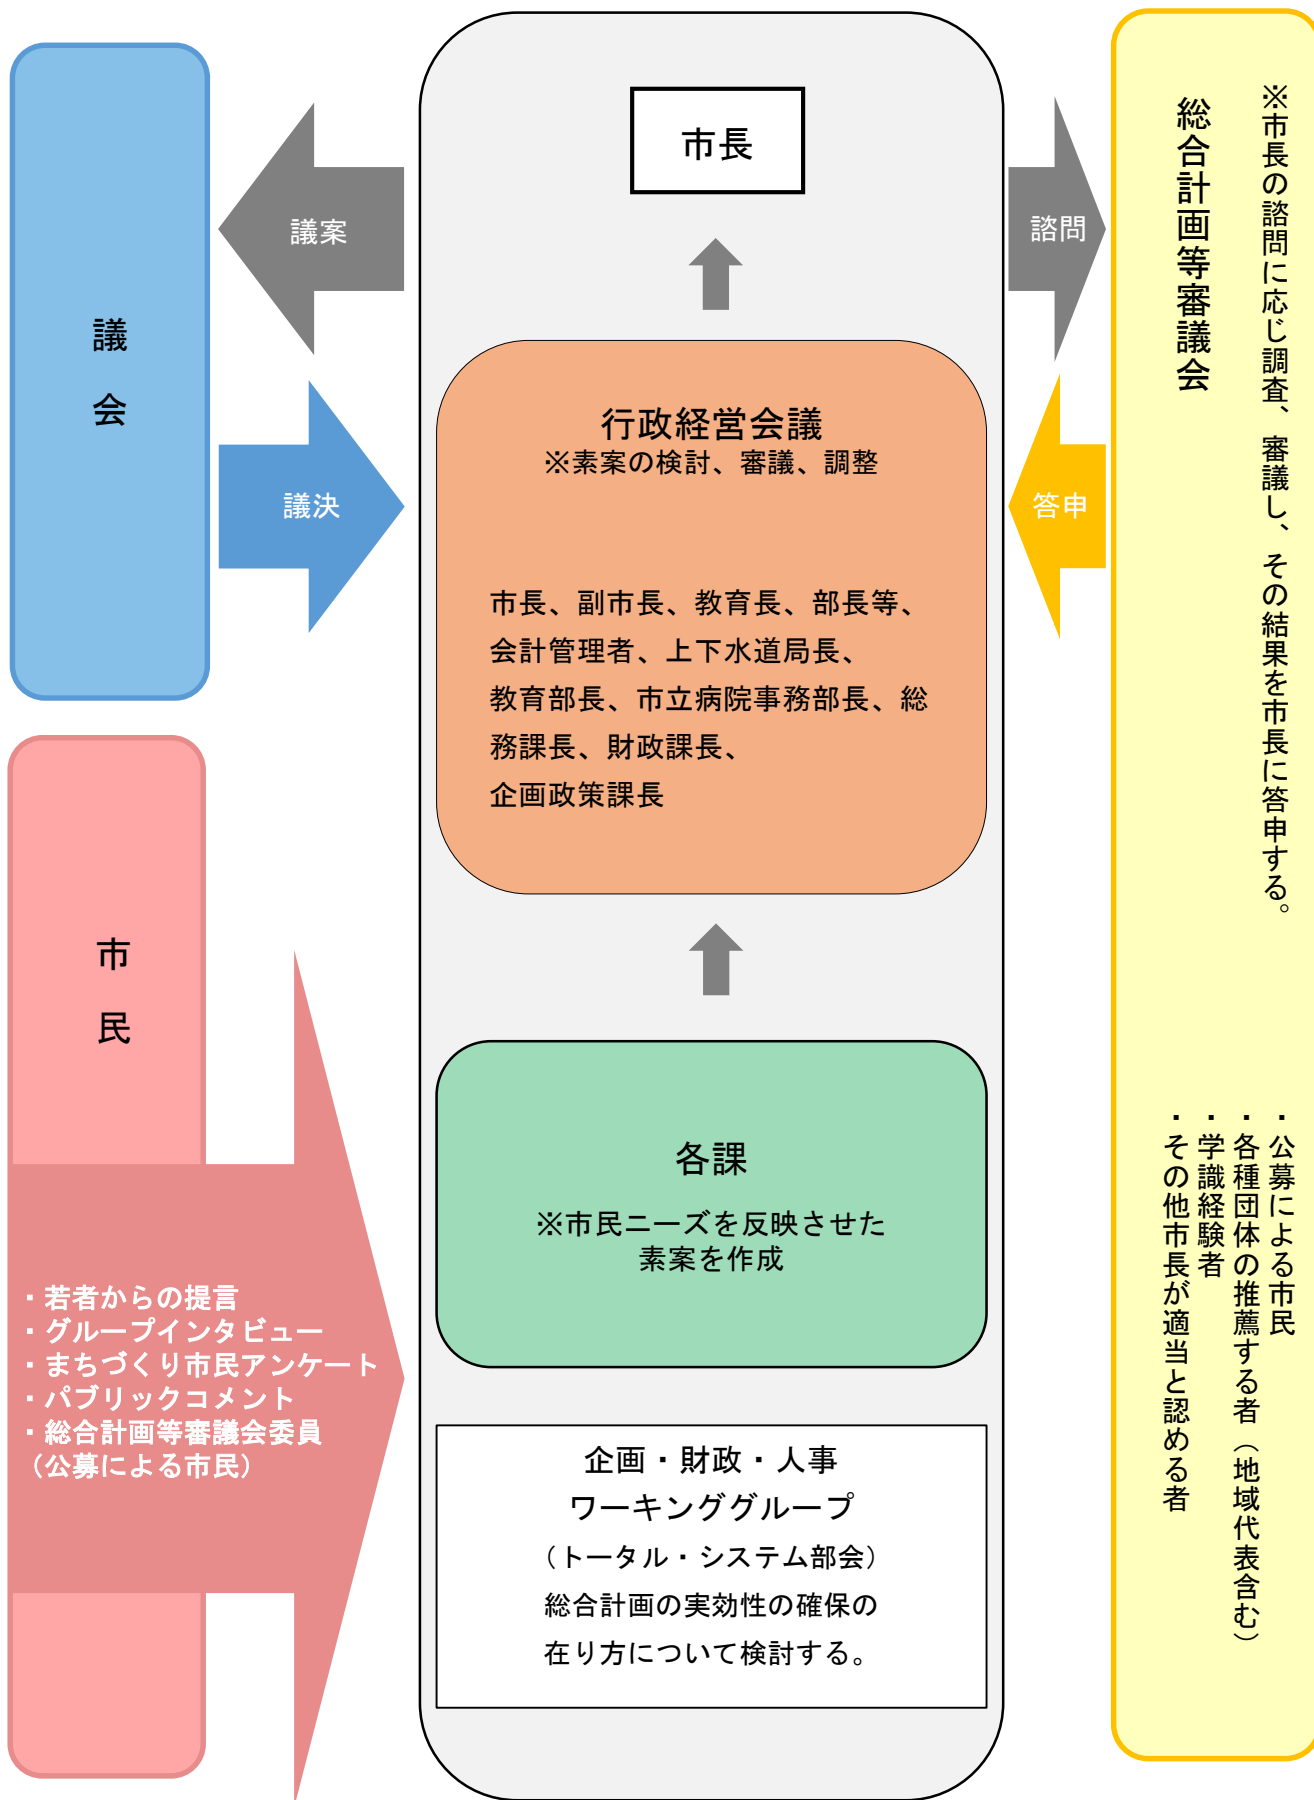 市長
議案
諮問
議
会
行政経営会議
※素案の検討、審議、調整
議決
答申
市長、副市長、教育長、部長等、
会計管理者、上下水道局長、
教育部長、市立病院事務部長、総
務課長、財政課長、
企画政策課長
市
民
・若者からの提言
・グループインタビュー
・まちづくり市民アンケート
・パブリックコメント
・総合計画等審議会委員
（公募による市民）
各課
※市民ニーズを反映させた
素案を作成
企画・財政・人事
ワーキンググループ
（トータル・システム部会）
総合計画の実効性の確保の
在り方について検討する。
※市長の諮問に応じ調査、審議し、その結果を市長に答申する。
総合計画等審議会
・公募による市民
・各種団体の推薦する者（地域代表含む）
・学識経験者
・その他市長が適当と認める者